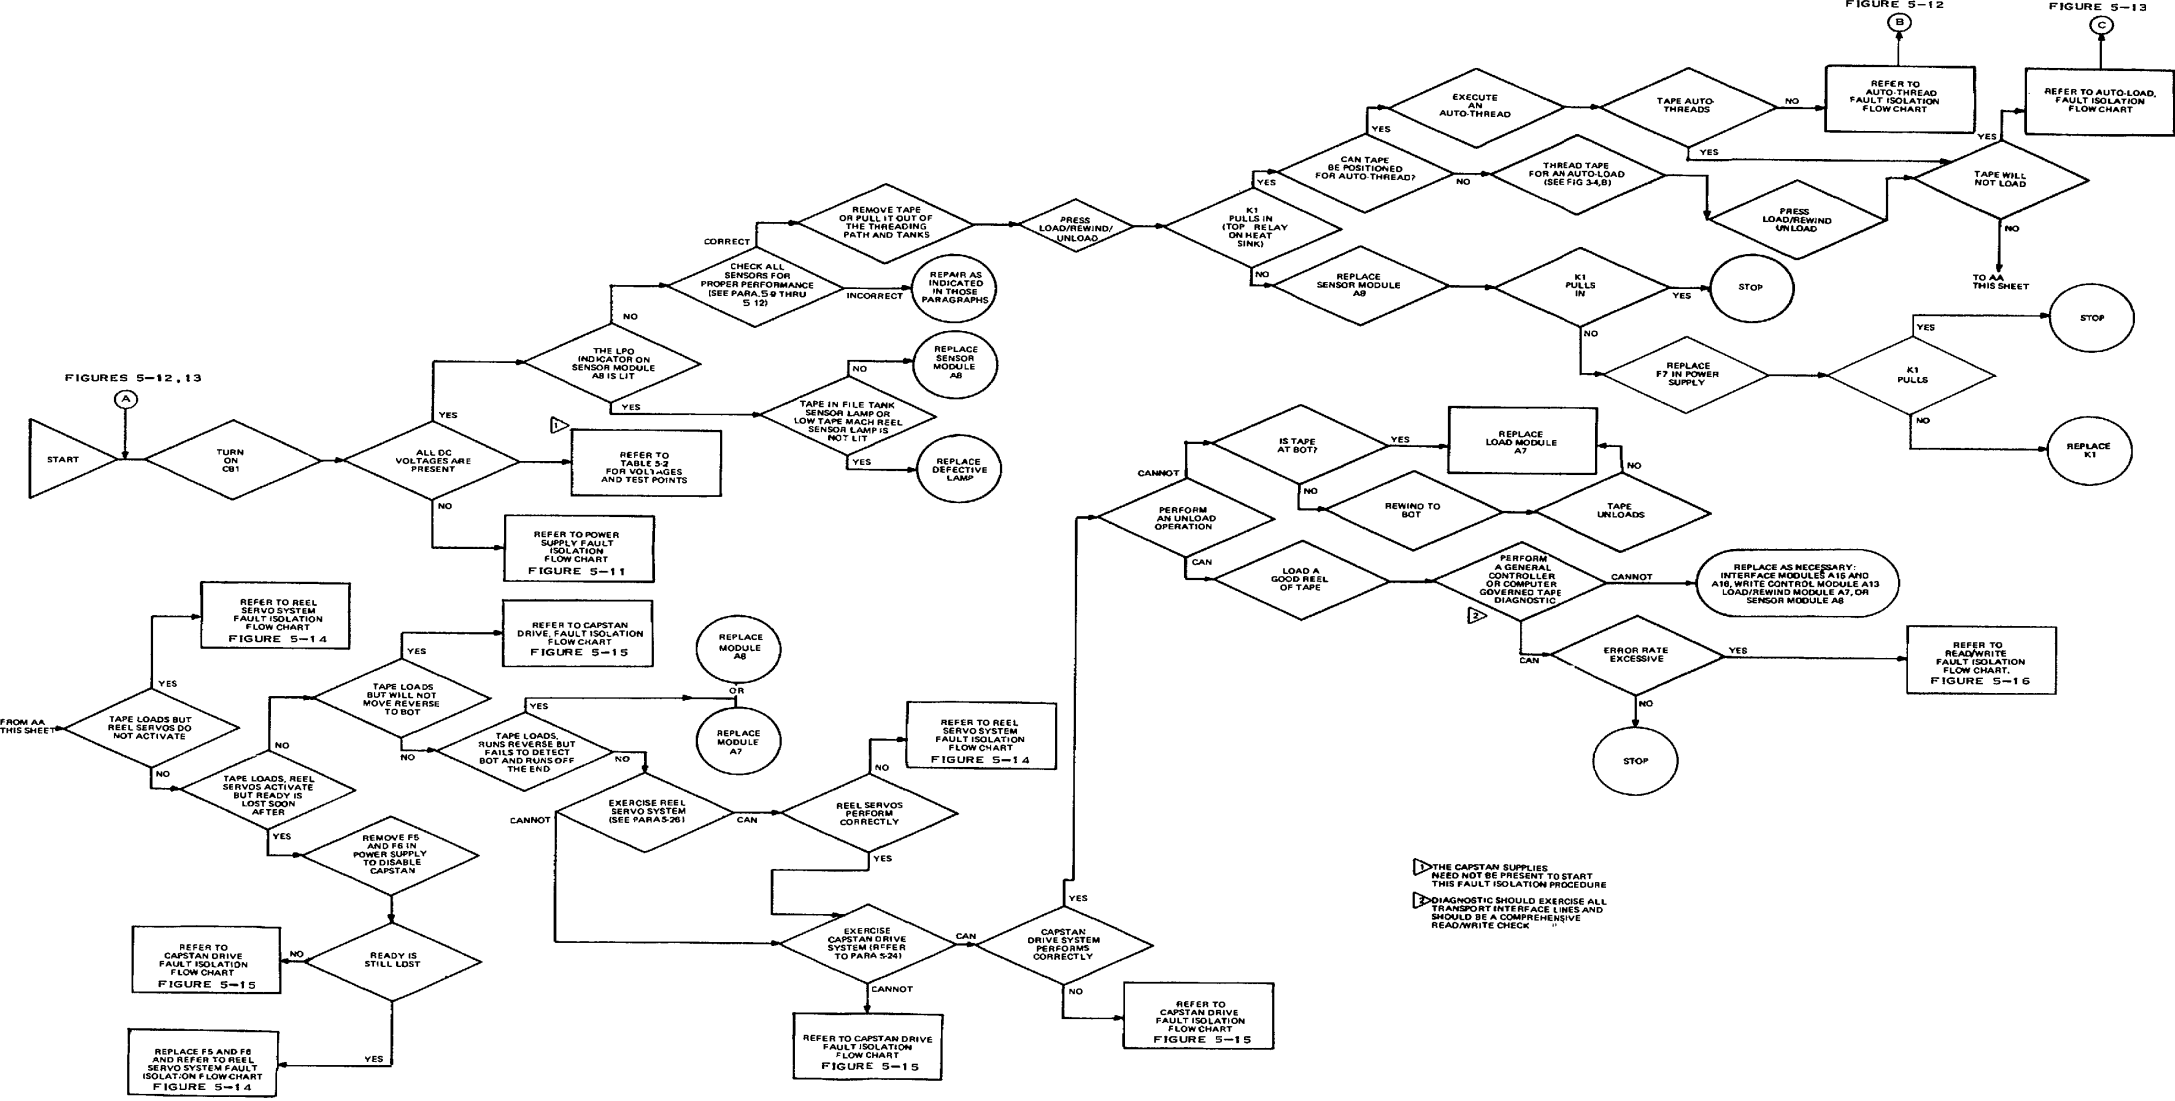 FIGURE 5-12
B
FIGURE 5-13
C
REFER TO
AUTO-THREAD
FAULT ISOLATION
FLOW CHART
REFER TO AUTO-LOAD,
FAULT ISOLATION
FLOW CHART
EXECUTE
AN
AUTO-THREAD
TAPE AUTO-
THREADS
NO
YES
YES
YES
CAN TAPE
BE POSITIONED
FOR AUTO-THREAD?
NO
THREAD TAPE
FOR AN AUTO-LOAD
(SEE FIG 3-4,B)
PRESS
LOAD/REWIND
UNLOAD
TAPE WILL
NOT LOAD
NO
TO AA
THIS SHEET
REMOVE TAPE
OR PULL IT OUT OF
THE THREADING
PATH AND TANKS
PRESS
LOAD/REWIND/
UNLOAD
YES
K1
PULLS IN
(TOP RELAY
ON HEAT
SINK)
NO
CORRECT
CHECK ALL
SENSORS FOR
PROPER PERFORMANCE
(SEE PARA. 5-9 THRU
5 12)
INCORRECT
REPAIR AS
INDICATED
IN THOSE
PARAGRAPHS
REPLACE
SENSOR MODULE
A8
K1
PULLS
IN
YES
STOP
NO
REPLACE
F7 IN POWER
SUPPLY
K1
PULLS
YES
STOP
NO
REPLACE
K1
NO
THE LPO
INDICATOR ON
SENSOR MODULE
A8 IS LIT
YES
NO
REPLACE
SENSOR
MODULE
A8
TAPE IN FILE TANK
SENSOR LAMP OR
LOW TAPE MACH REEL
SENSOR LAMP IS
NOT LIT
YES
REPLACE
DEFECTIVE
LAMP
FIGURES 5-12,13
A
START
TURN
ON
CB1
YES
ALL DC
VOLTAGES ARE
PRESENT
NO
1
REFER TO
TABLE 5-2
FOR VOLTAGES
AND TEST POINTS
REFER TO POWER
SUPPLY FAULT
ISOLATION
FLOW CHART
FIGURE 5-11
IS TAPE
AT BOT?
YES
REPLACE
LOAD MODULE
A7
CANNOT
NO
NO
PERFORM
AN UNLOAD
OPERATION
REWIND TO
BOT
TAPE
UNLOADS
CAN
LOAD A
GOOD REEL
OF TAPE
PERFORM
A GENERAL
CONTROLLER
OR COMPUTER
GOVERNED TAPE
DIAGNOSTIC
CANNOT
REPLACE AS NECESSARY:
INTERFACE MODULES A15 AND
A16, WRITE CONTROL MODULE A13
LOAD/REWIND MODULE A7, OR
SENSOR MODULE A8
2
CAN
ERROR RATE
EXCESSIVE
YES
REFER TO
READ/WRITE
FAULT ISOLATION
FLOW CHART.
FIGURE 5-16
NO
STOP
REFER TO REEL
SERVO SYSTEM
FAULT ISOLATION
FLOW CHART
FIGURE 5-14
YES
FROM AA
THIS SHEET
TAPE LOADS BUT
REEL SERVOS DO
NOT ACTIVATE
NO
REFER TO CAPSTAN
DRIVE, FAULT ISOLATION
FLOW CHART
FIGURE 5-15
YES
TAPE LOADS
BUT WILL NOT
MOVE REVERSE
TO BOT
NO
NO
TAPE LOADS, REEL
SERVOS ACTIVATE
BUT READY IS
LOST SOON
AFTER
YES
REPLACE
MODULE
A8
OR
REPLACE
MODULE
A7
YES
TAPE LOADS,
RUNS REVERSE BUT
FAILS TO DETECT
BOT AND RUNS OFF
THE END
NO
EXERCISE REEL
SERVO SYSTEM
(SEE PARA 5-26)
CANNOT
CAN
REFER TO REEL
SERVO SYSTEM
FAULT ISOLATION
FLOW CHART
FIGURE 5-14
NO
REEL SERVOS
PERFORM
CORRECTLY
YES
REMOVE F5
AND F6 IN
POWER SUPPLY
TO DISABLE
CAPSTAN
READY IS
STILL LOST
NO
REFER TO
CAPSTAN DRIVE
FAULT ISOLATION
FLOW CHART
FIGURE 5-15
YES
REPLACE F5 AND F6
AND REFER TO REEL
SERVO SYSTEM FAULT
ISOLATION FLOWCHART
FIGURE 5-14
EXERCISE
CAPSTAN DRIVE
SYSTEM (REFER
TO PARA 5-24)
CAN
CANNOT
REFER TO CAPSTAN DRIVE
FAULT ISOLATION
FLOW CHART
FIGURE 5-15
YES
CAPSTAN
DRIVE SYSTEM
PERFORMS
CORRECTLY
NO
REFER TO
CAPSTAN DRIVE
FAULT ISOLATION
FLOW CHART
FIGURE 5-15
1 THE CAPSTAN SUPPLIES
NEED NOT BE PRESENT TO START
THIS FAULT ISOLATION PROCEDURE
2 DIAGNOSTIC SHOULD EXERCISE ALL
TRANSPORT INTERFACE LINES AND
SHOULD BE A COMPREHENSIVE
READ/WRITE CHECK